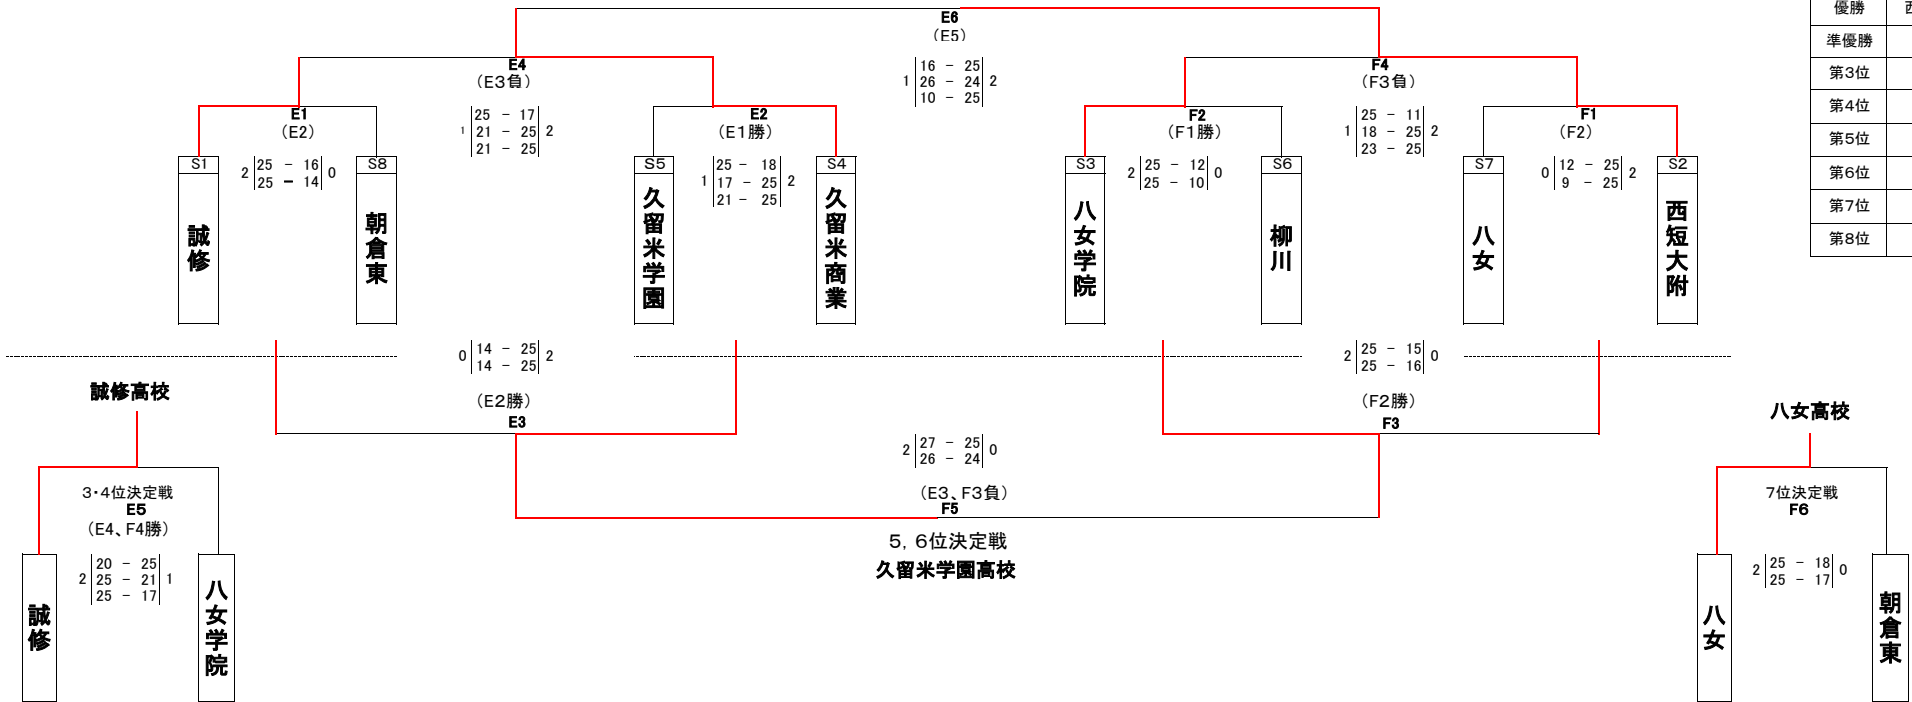 E6
(E5)
1 16 - 25 2
26 - 24
10 - 25
優勝
準優勝
第3位
第4位
第5位
第6位
第7位
第8位
E4
(E3負)
1 25 - 17
21 - 25 2
21 - 25
F4
(F3負)
25 - 11
1 18 - 25 2
23 - 25
E1
(E2)
2 25 - 16 0
25 - 14
E2
(E1勝)
25 - 18
1 17 - 25 2
21 - 25
F2
(F1勝)
2 25 - 12 0
25 - 10
F1
(F2)
0 12 - 25 2
9 - 25
S1
誠修
S8
朝倉東
S5
久留米学園
S4
久留米商業
S3
八女学院
S6
柳川
S7
八女
S2
西短大附
0 14 - 25 2
14 - 25
(E2勝)
E3
2 25 - 15 0
25 - 16
(F2勝)
F3
2 27 - 25 0
26 - 24
(E3、F3負)
F5
5,6位決定戦
久留米学園高校
誠修高校
3・4位決定戦
E5
(E4、F4勝)
20 - 25
2 25 - 21 1
25 - 17
誠修
八女学院
八女高校
7位決定戦
F6
2 25 - 18 0
25 - 17
八女
朝倉東